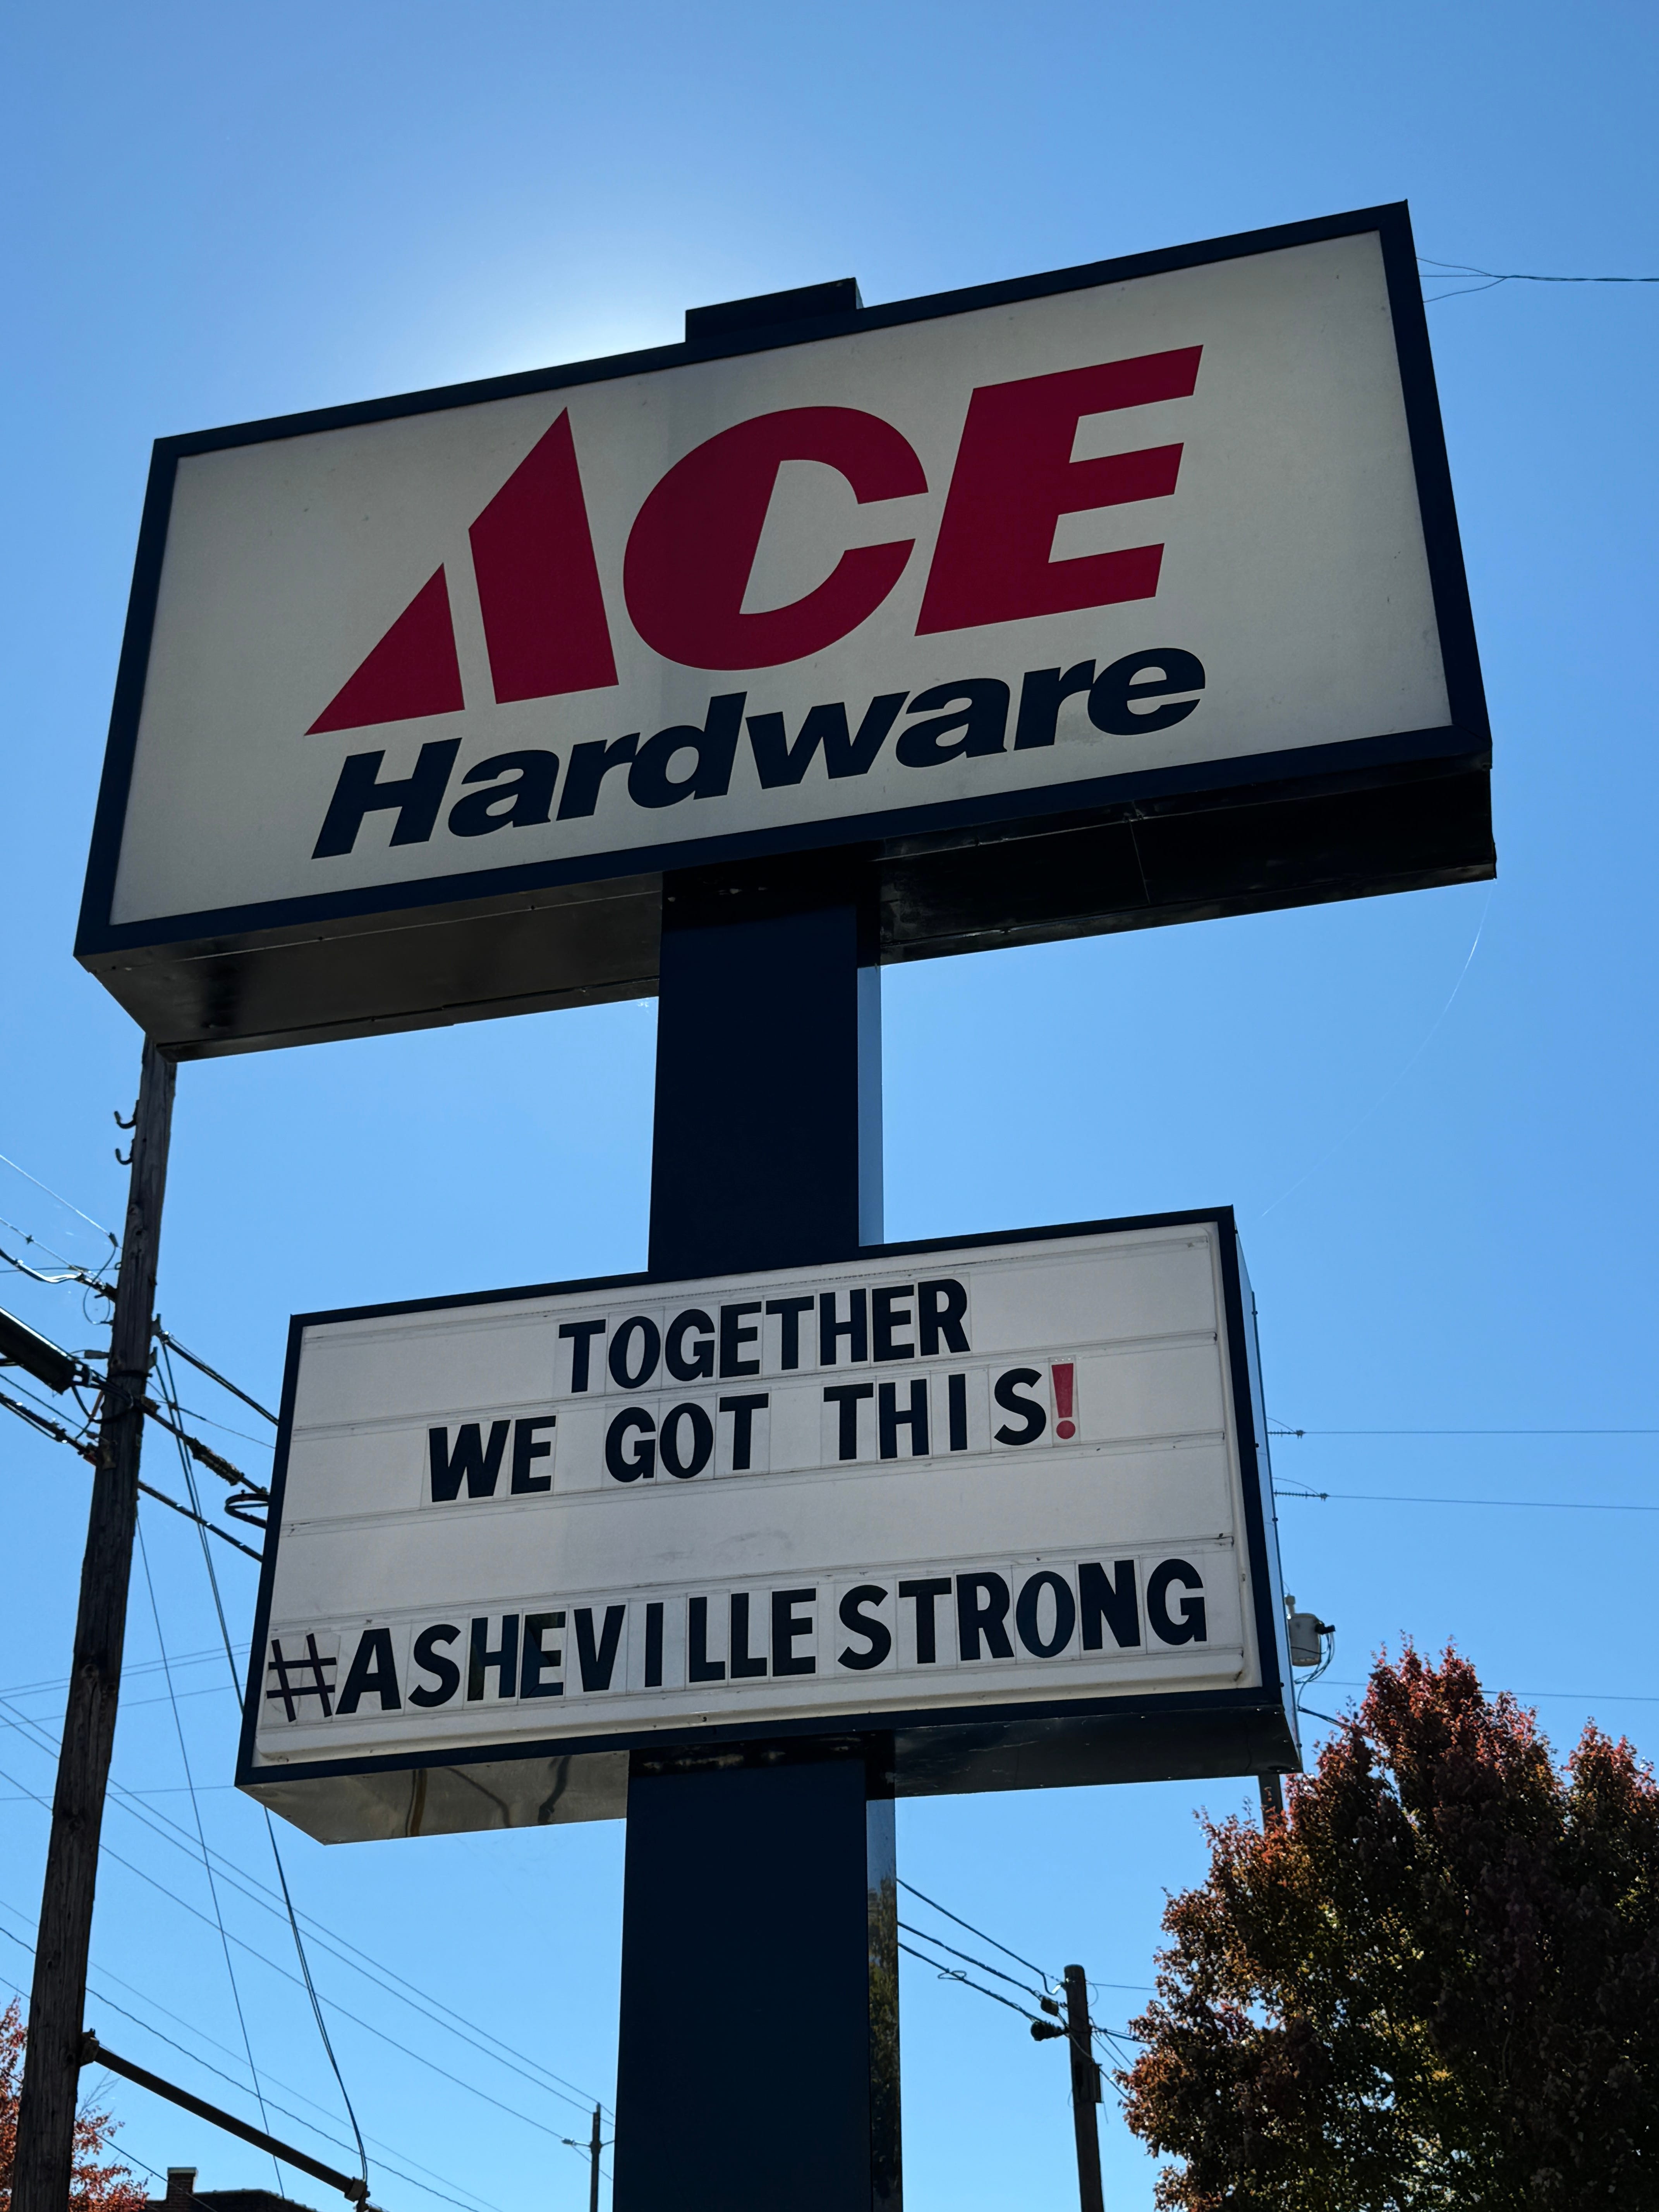 ACE
Hardware
TOGETHER
WE GOT THIS!
#ASHEVILLESTRONG